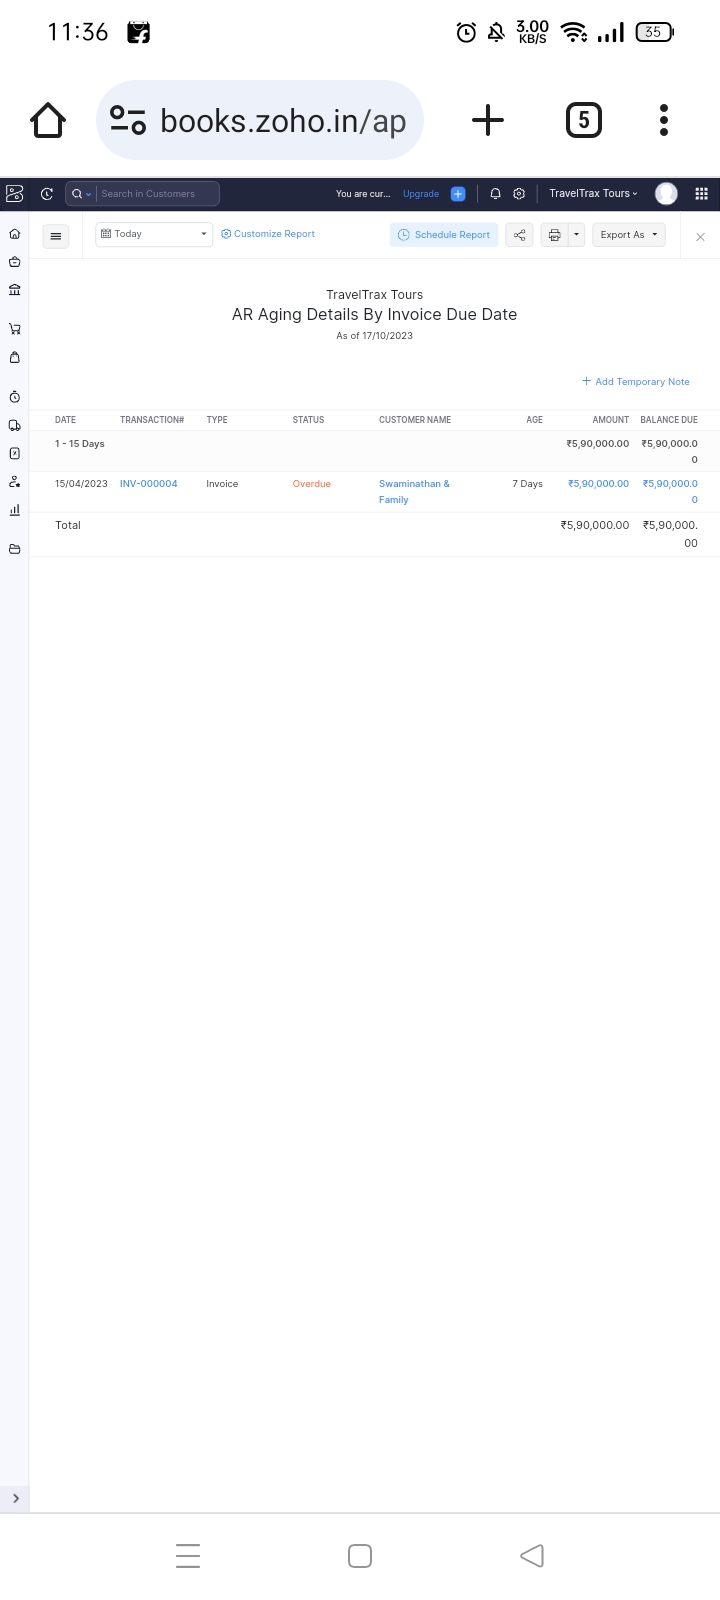 11:36 3.00 KB/S 35
books.zoho.in/ap 5
Search in Customers You are cur... Upgrade TravelTrax Tours
Today Customize Report Schedule Report Export As
TravelTrax Tours
AR Aging Details By Invoice Due Date
As of 17/10/2023
Add Temporary Note
DATE TRANSACTION# TYPE STATUS CUSTOMER NAME AGE AMOUNT BALANCE DUE
1 - 15 Days ₹5,90,000.00 ₹5,90,000.0
0
15/04/2023 INV-000004 Invoice Overdue Swaminathan & 7 Days ₹5,90,000.00 ₹5,90,000.0
Family 0
Total ₹5,90,000.00 ₹5,90,000.
00